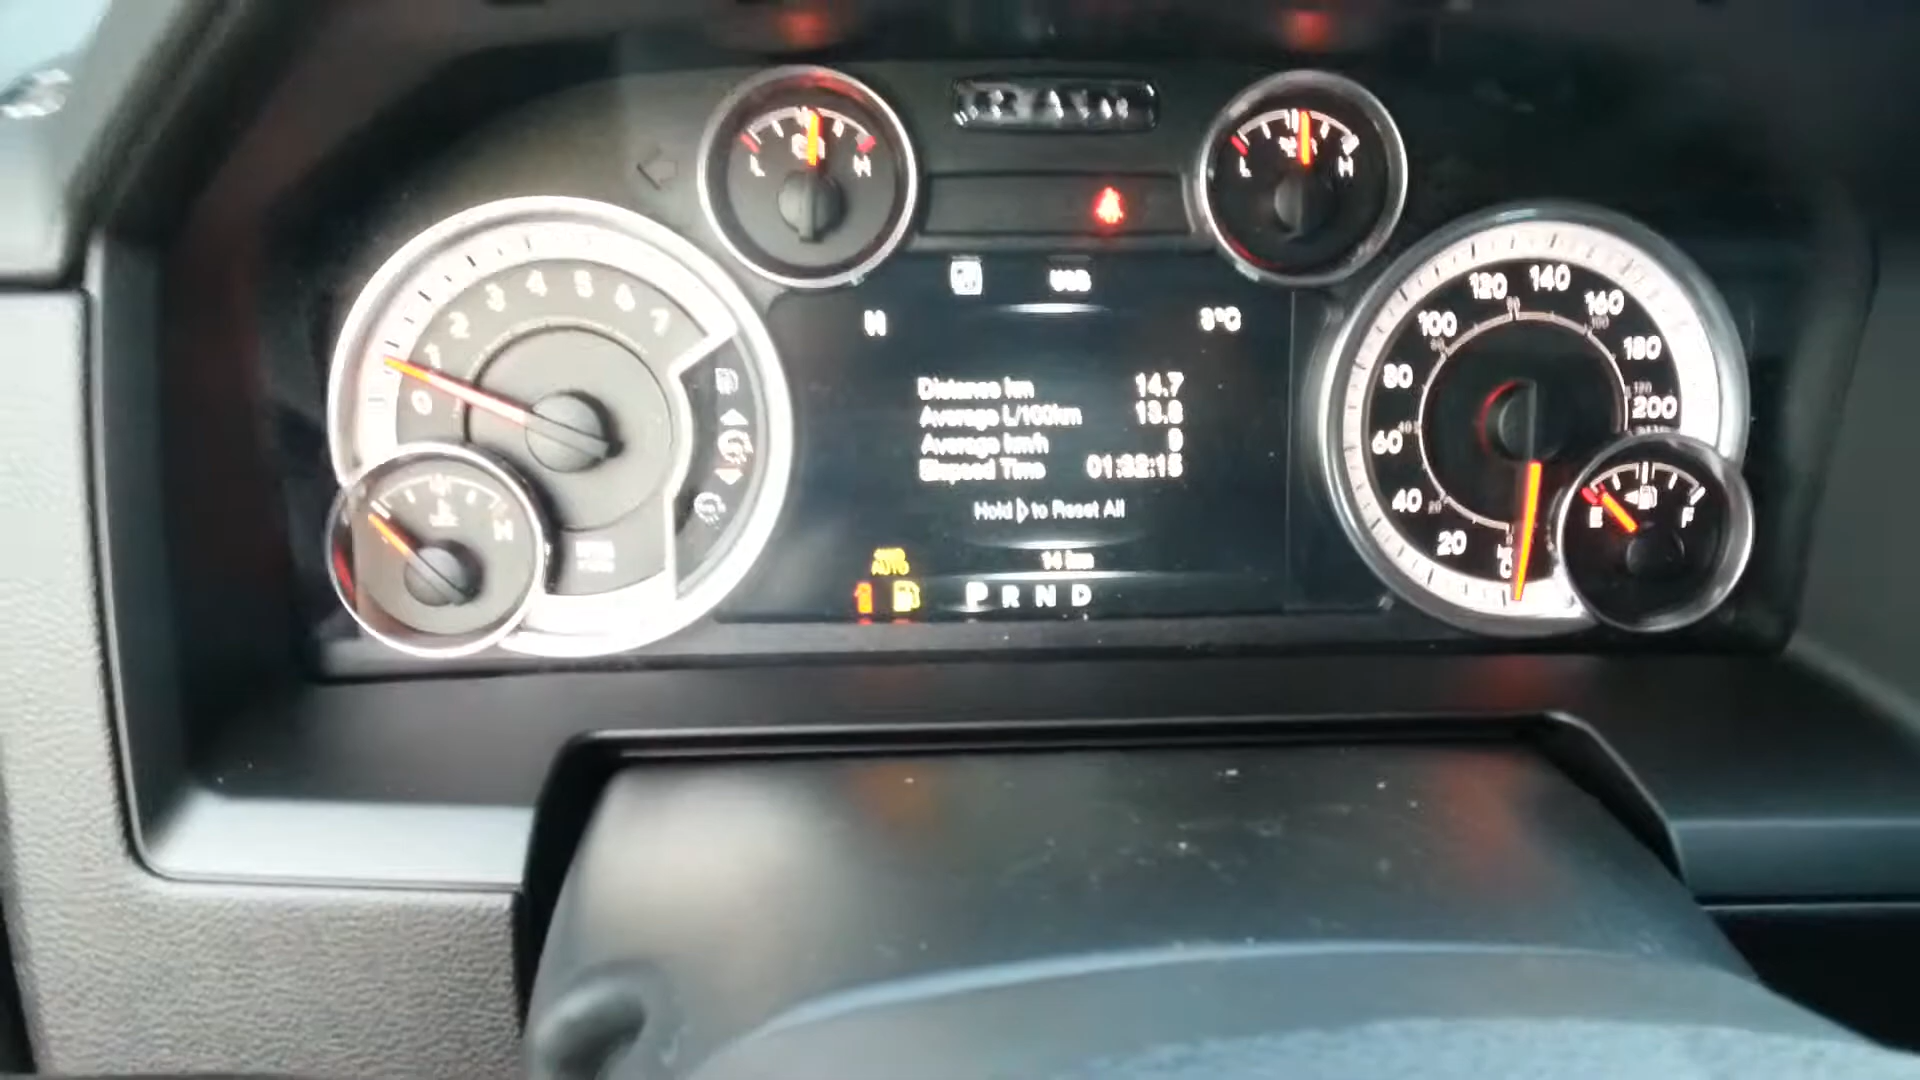 RAM
L H
L H
USB
N 3°C
0 1 2 3 4 5 6 7
20 40 60 80 100 120 140 160 180 200
Distance km 14.7
Average L/100km 13.8
Average km/h 9
Elapsed Time 01:32:15
Hold to Reset All
14 km
AUTO
P R N D
H
E F